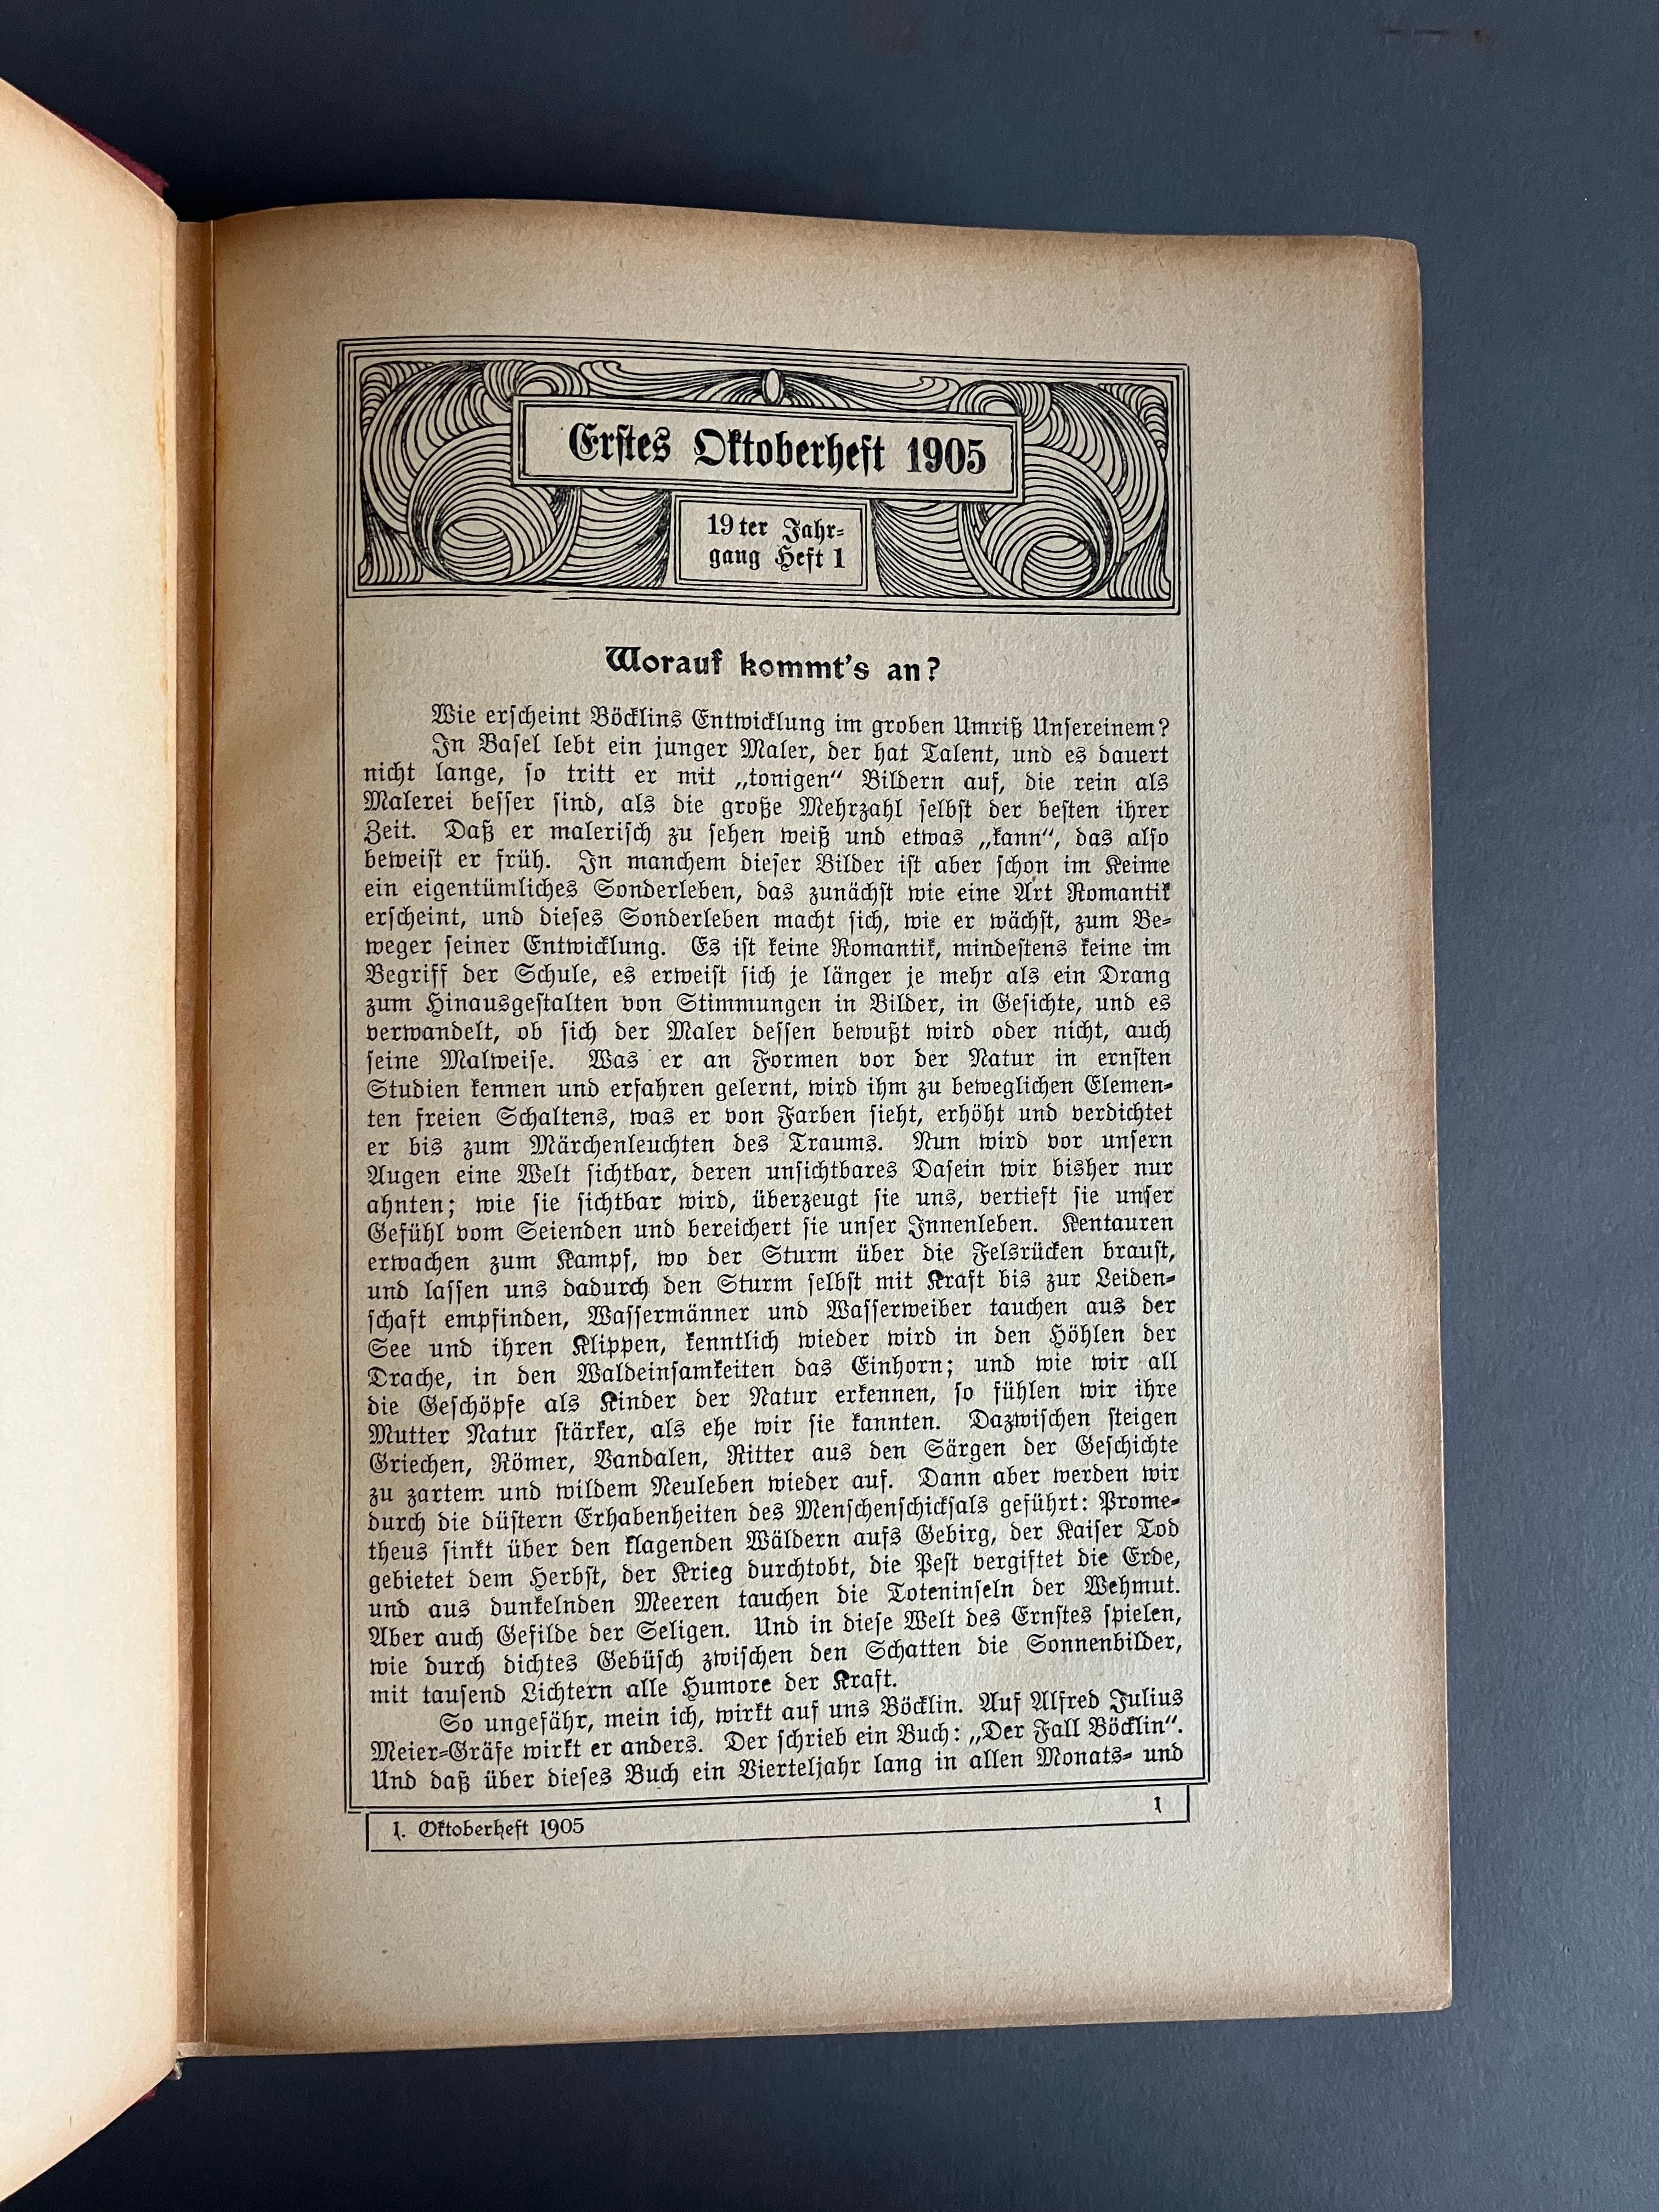 Erstes Oktoberheft 1905
19ter Jahr-
gang Heft 1
Worauf kommt's an?
Wie erscheint Böcklins Entwicklung im groben Umriß Unsereinem?
In Basel lebt ein junger Maler, der hat Talent, und es dauert
nicht lange, so tritt er mit „tonigen“ Bildern auf, die rein als
Malerei besser sind, als die große Mehrzahl selbst der besten ihrer
Zeit. Daß er malerisch zu sehen weiß und etwas „kann“, das also
beweist er früh. In manchem dieser Bilder ist aber schon im Keime
ein eigentümliches Sonderleben, das zunächst wie eine Art Romantik
erscheint, und dieses Sonderleben macht sich, wie er wächst, zum Be-
weger seiner Entwicklung. Es ist keine Romantik, mindestens keine im
Begriff der Schule, es erweist sich je länger je mehr als ein Drang
zum Hinausgestalten von Stimmungen in Bilder, in Gesichte, und es
verwandelt, ob sich der Maler dessen bewußt wird oder nicht, auch
seine Malweise. Was er an Formen vor der Natur in ernsten
Studien kennen und erfahren gelernt, wird ihm zu beweglichen Elemen-
ten freien Schaltens, was er von Farben sieht, erhöht und verdichtet
er bis zum Märchenleuchten des Traums. Nun wird vor unsern
Augen eine Welt sichtbar, deren unsichtbares Dasein wir bisher nur
ahnten; wie sie sichtbar wird, überzeugt sie uns, vertieft sie unser
Gefühl vom Seienden und bereichert sie unser Innenleben. Kentauren
erwachen zum Kampf, wo der Sturm über die Felsrücken braust,
und lassen uns dadurch den Sturm selbst mit Kraft bis zur Leiden-
schaft empfinden, Wassermänner und Wasserweiber tauchen aus der
See und ihren Klippen, kenntlich wieder wird in den Höhlen der
Drache, in den Waldeinsamkeiten das Einhorn; und wie wir all
die Geschöpfe als Kinder der Natur erkennen, so fühlen wir ihre
Mutter Natur stärker, als ehe wir sie kannten. Dazwischen steigen
Griechen, Römer, Vandalen, Ritter aus den Särgen der Geschichte
zu zartem und wildem Neuleben wieder auf. Dann aber werden wir
durch die düstern Erhabenheiten des Menschenschicksals geführt: Prome-
theus sinkt über den klagenden Wäldern aufs Gebirg, der Kaiser Tod
gebietet dem Herbst, der Krieg durchtobt, die Pest vergiftet die Erde,
und aus dunkelnden Meeren tauchen die Toteninseln der Wehmut.
Aber auch Gefilde der Seligen. Und in diese Welt des Ernstes spielen,
wie durch dichtes Gebüsch zwischen den Schatten die Sonnenbilder,
mit tausend Lichtern alle Humore der Kraft.
So ungefähr, mein ich, wirkt auf uns Böcklin. Auf Alfred Julius
Meier-Gräfe wirkt er anders. Der schrieb ein Buch: „Der Fall Böcklin“.
Und daß über dieses Buch ein Vierteljahr lang in allen Monats- und
1. Oktoberheft 1905
1